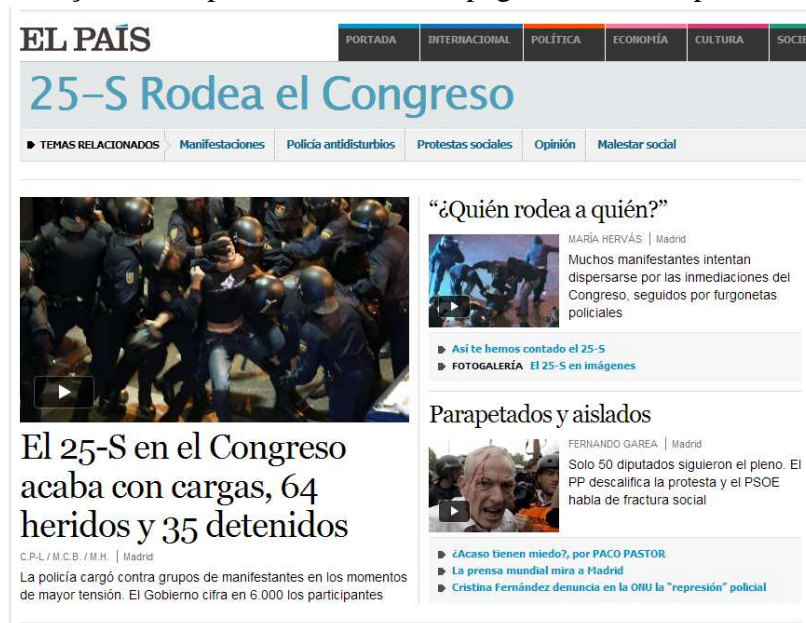 EL PAÍS
PORTADA INTERNACIONAL POLÍTICA ECONOMÍA CULTURA
25-S Rodea el Congreso
TEMAS RELACIONADOS Manifestaciones Policía antidisturbios Protestas sociales Opinión Malestar social
El 25-S en el Congreso
acaba con cargas, 64
heridos y 35 detenidos
C.P-L / M.C.B. / M.H. | Madrid
La policía cargó contra grupos de manifestantes en los momentos
de mayor tensión. El Gobierno cifra en 6.000 los participantes
“¿Quién rodea a quién?”
MARÍA HERVÁS | Madrid
Muchos manifestantes intentan
dispersarse por las inmediaciones del
Congreso, seguidos por furgonetas
policiales
Así te hemos contado el 25-S
FOTOGALERÍA El 25-S en imágenes
Parapetados y aislados
FERNANDO GAREA | Madrid
Solo 50 diputados siguieron el pleno. El
PP descalifica la protesta y el PSOE
habla de fractura social
¿Acaso tienen miedo?, por PACO PASTOR
La prensa mundial mira a Madrid
Cristina Fernández denuncia en la ONU la “represión” policial